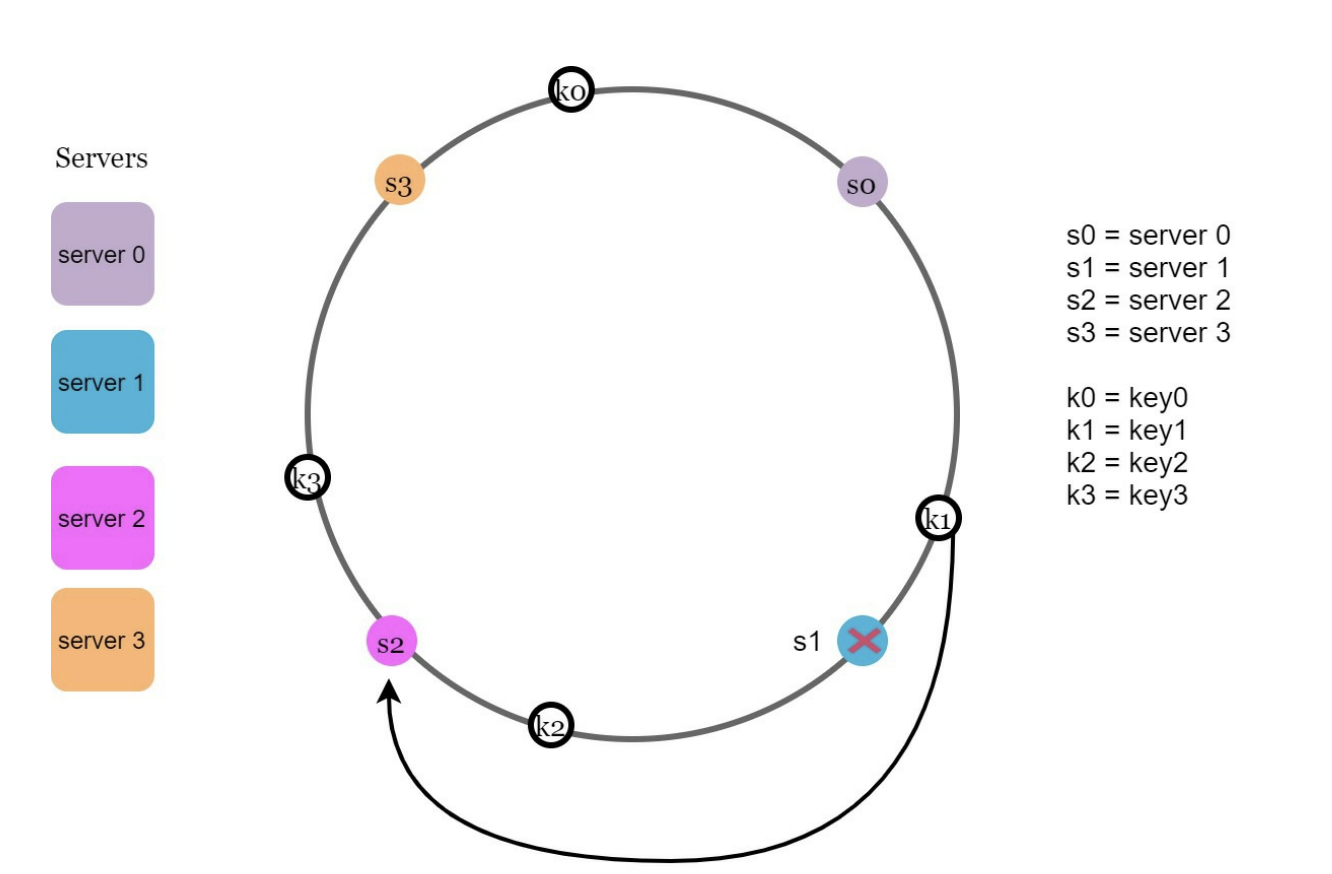 Servers
server 0
server 1
server 2
server 3
k0
s3
s0
k3
k1
s1
s2
k2
s0 = server 0
s1 = server 1
s2 = server 2
s3 = server 3
k0 = key0
k1 = key1
k2 = key2
k3 = key3